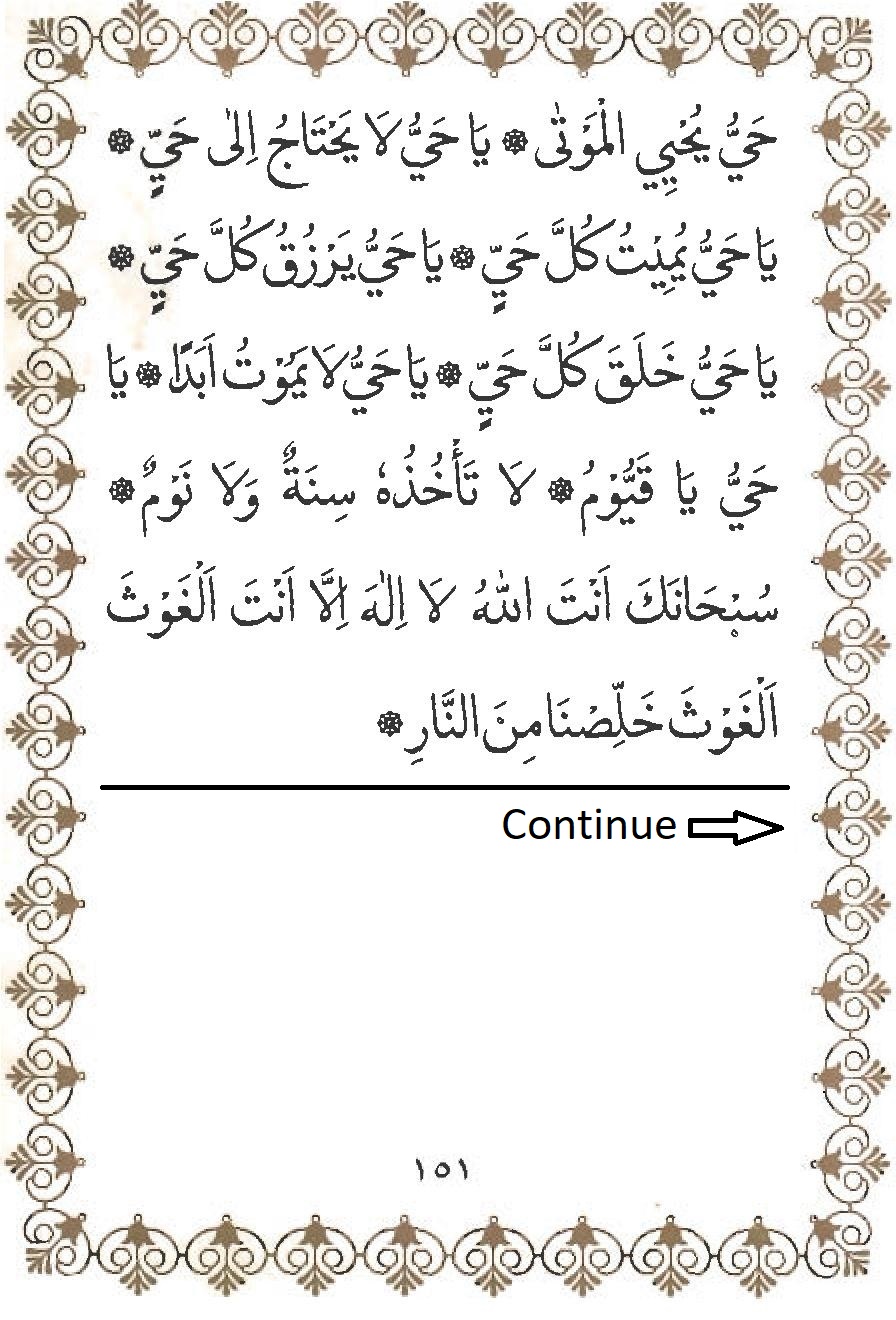 حَيُّ يُحْيِي الْمَوْتٰى ۞ يَا حَيُّ لَا يَحْتَاجُ اِلٰى حَيٍّ ۞
يَا حَيُّ يُمِيْتُ كُلَّ حَيٍّ ۞ يَا حَيُّ يَرْزُقُ كُلَّ حَيٍّ ۞
يَا حَيُّ خَلَقَ كُلَّ حَيٍّ ۞ يَا حَيُّ لَا يَمُوْتُ اَبَدًا ۞ يَا
حَيُّ يَا قَيُّوْمُ ۞ لَا تَأْخُذُهٗ سِنَةٌ وَلَا نَوْمٌ ۞
سُبْحَانَكَ اَنْتَ اللّٰهُ لَا اِلٰهَ اِلَّا اَنْتَ اَلْغَوْثَ
اَلْغَوْثَ خَلِّصْنَا مِنَ النَّارِ ۞
Continue
١٥١